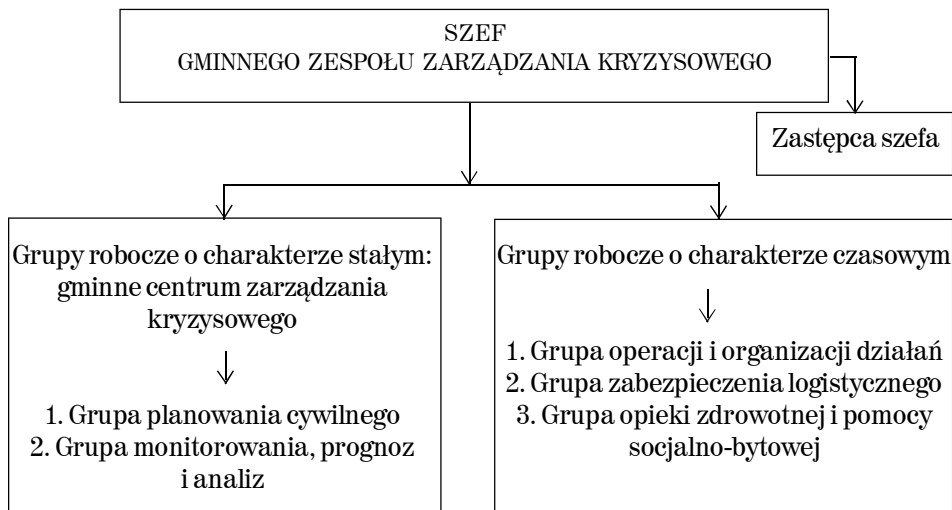 SZEF
GMINNEGO ZESPOŁU ZARZĄDZANIA KRYZYSOWEGO
Zastępca szefa
Grupy robocze o charakterze stałym:
gminne centrum zarządzania
kryzysowego
1. Grupa planowania cywilnego
2. Grupa monitorowania, prognoz
i analiz
Grupy robocze o charakterze czasowym
1. Grupa operacji i organizacji działań
2. Grupa zabezpieczenia logistycznego
3. Grupa opieki zdrowotnej i pomocy
socjalno-bytowej